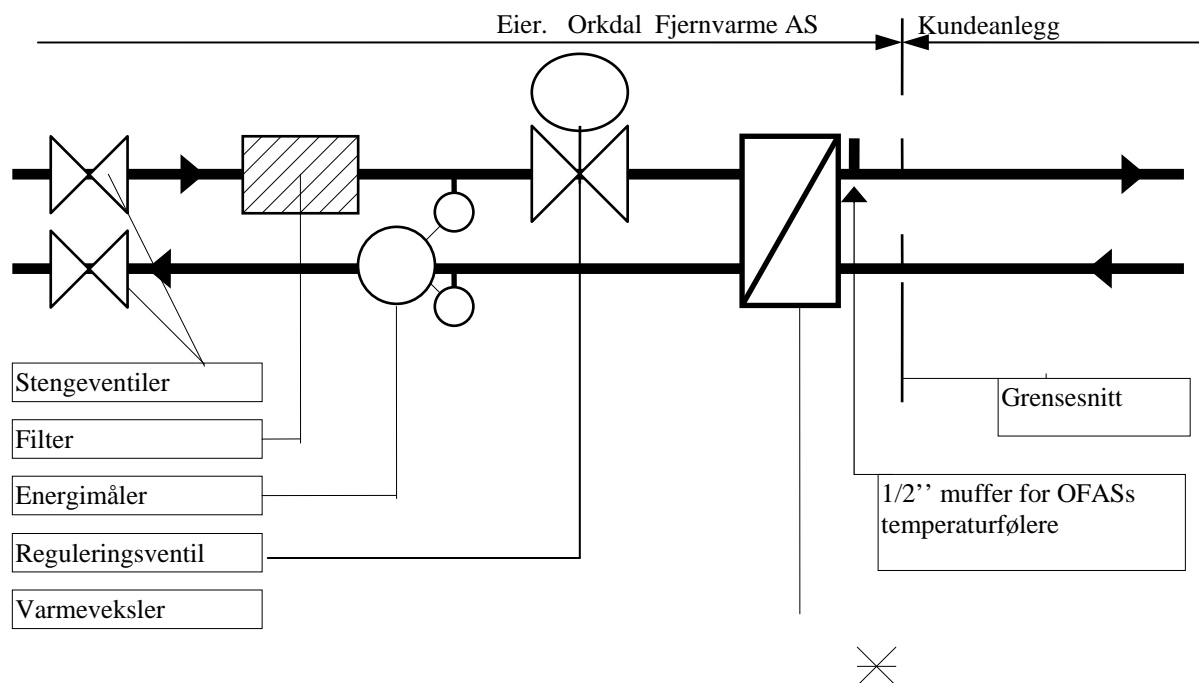 Eier. Orkdal Fjernvarme AS
Kundeanlegg
Stengeventiler
Filter
Energimåler
Reguleringsventil
Varmeveksler
Grensesnitt
1/2’’ muffer for OFASs
temperaturfølere